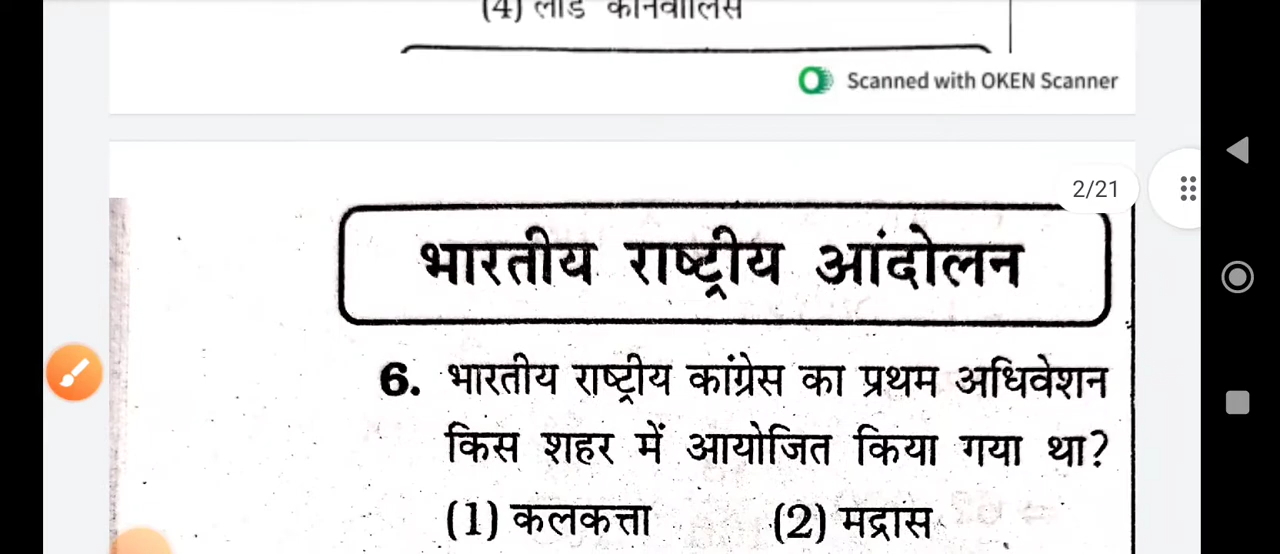 (4) लॉर्ड कॉर्नवॉलिस
Scanned with OKEN Scanner
2/21
भारतीय राष्ट्रीय आंदोलन
6. भारतीय राष्ट्रीय कांग्रेस का प्रथम अधिवेशन
किस शहर में आयोजित किया गया था?
(1) कलकत्ता (2) मद्रास